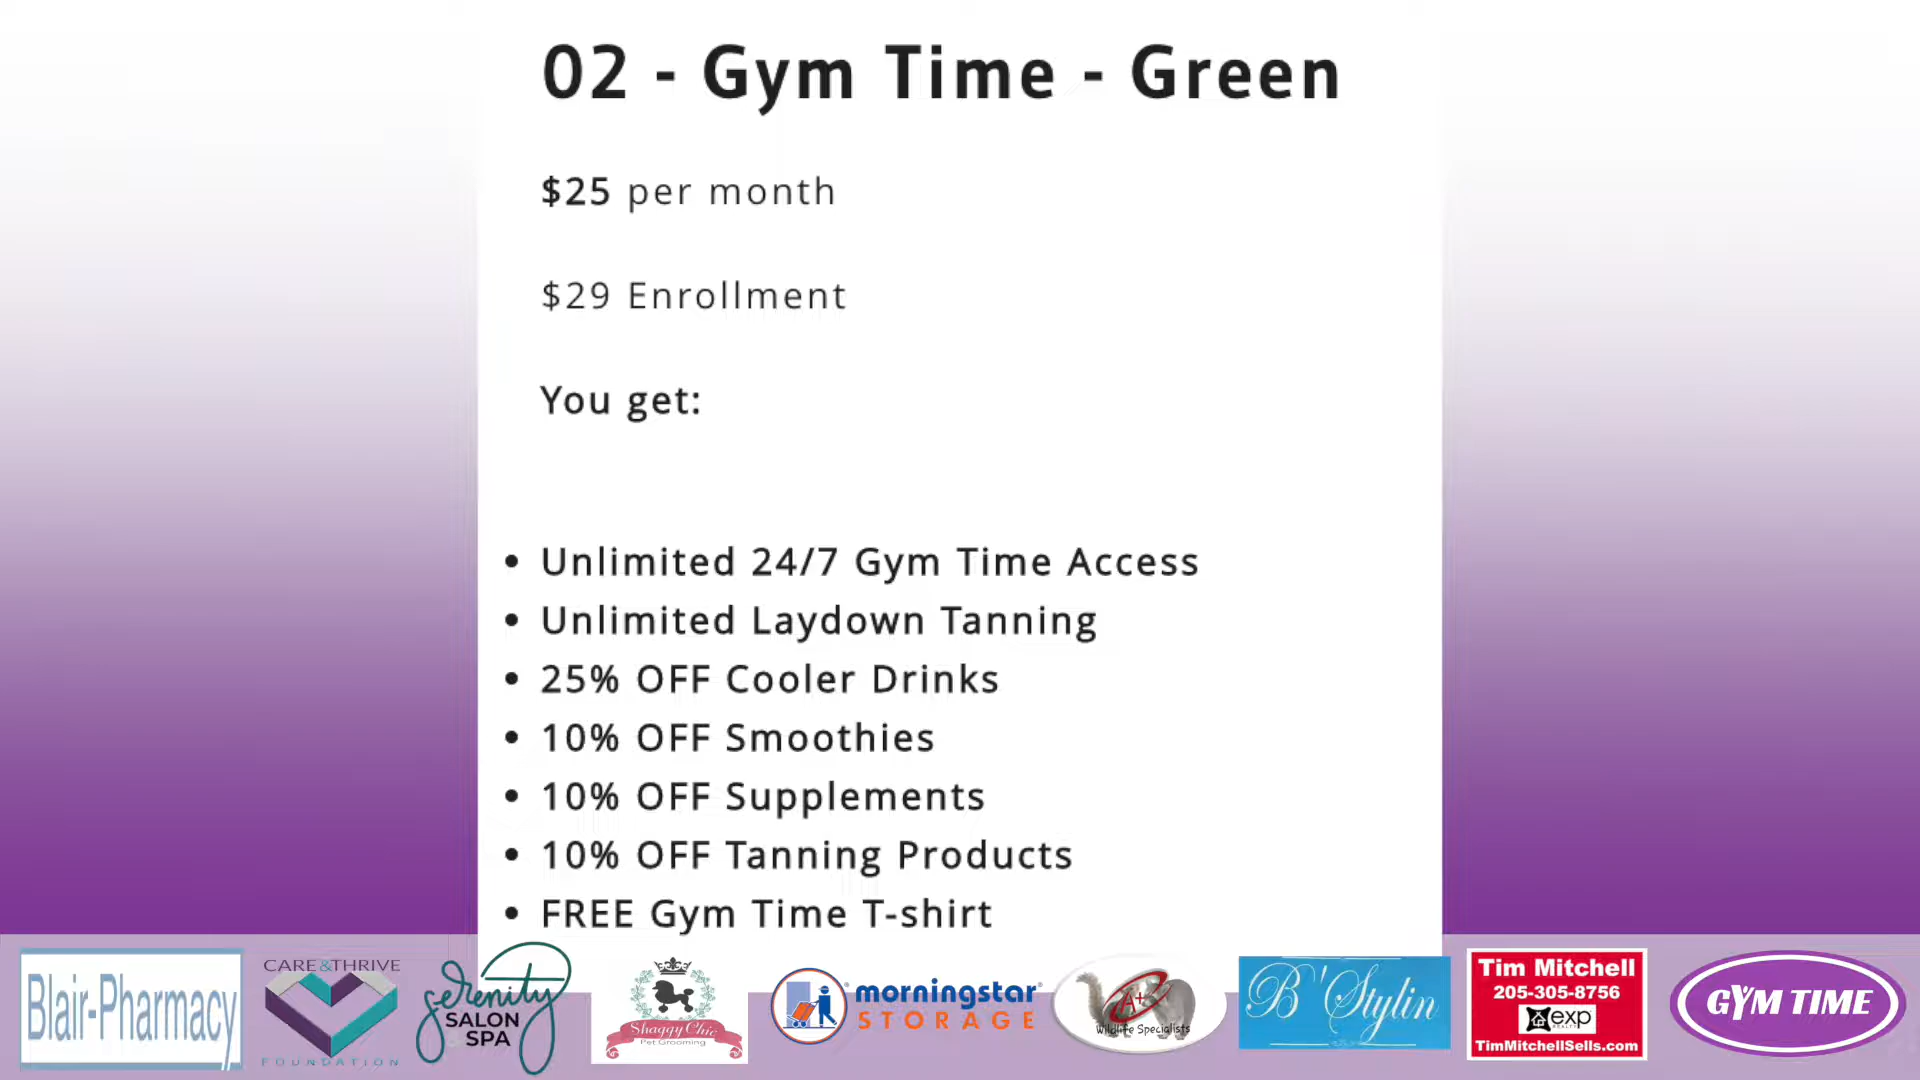 02 - Gym Time - Green
$25 per month
$29 Enrollment
You get:
• Unlimited 24/7 Gym Time Access
• Unlimited Laydown Tanning
• 25% OFF Cooler Drinks
• 10% OFF Smoothies
• 10% OFF Supplements
• 10% OFF Tanning Products
• FREE Gym Time T-shirt
Blair-Pharmacy
CARE&THRIVE
FOUNDATION
Serenity
SALON
SPA
Shaggy Chic
Pet Grooming
morningstar
STORAGE
A+
Wildlife Specialists
B'Stylin
Tim Mitchell
205-305-8756
exp
REALTY
TimMitchellSells.com
GYM TIME